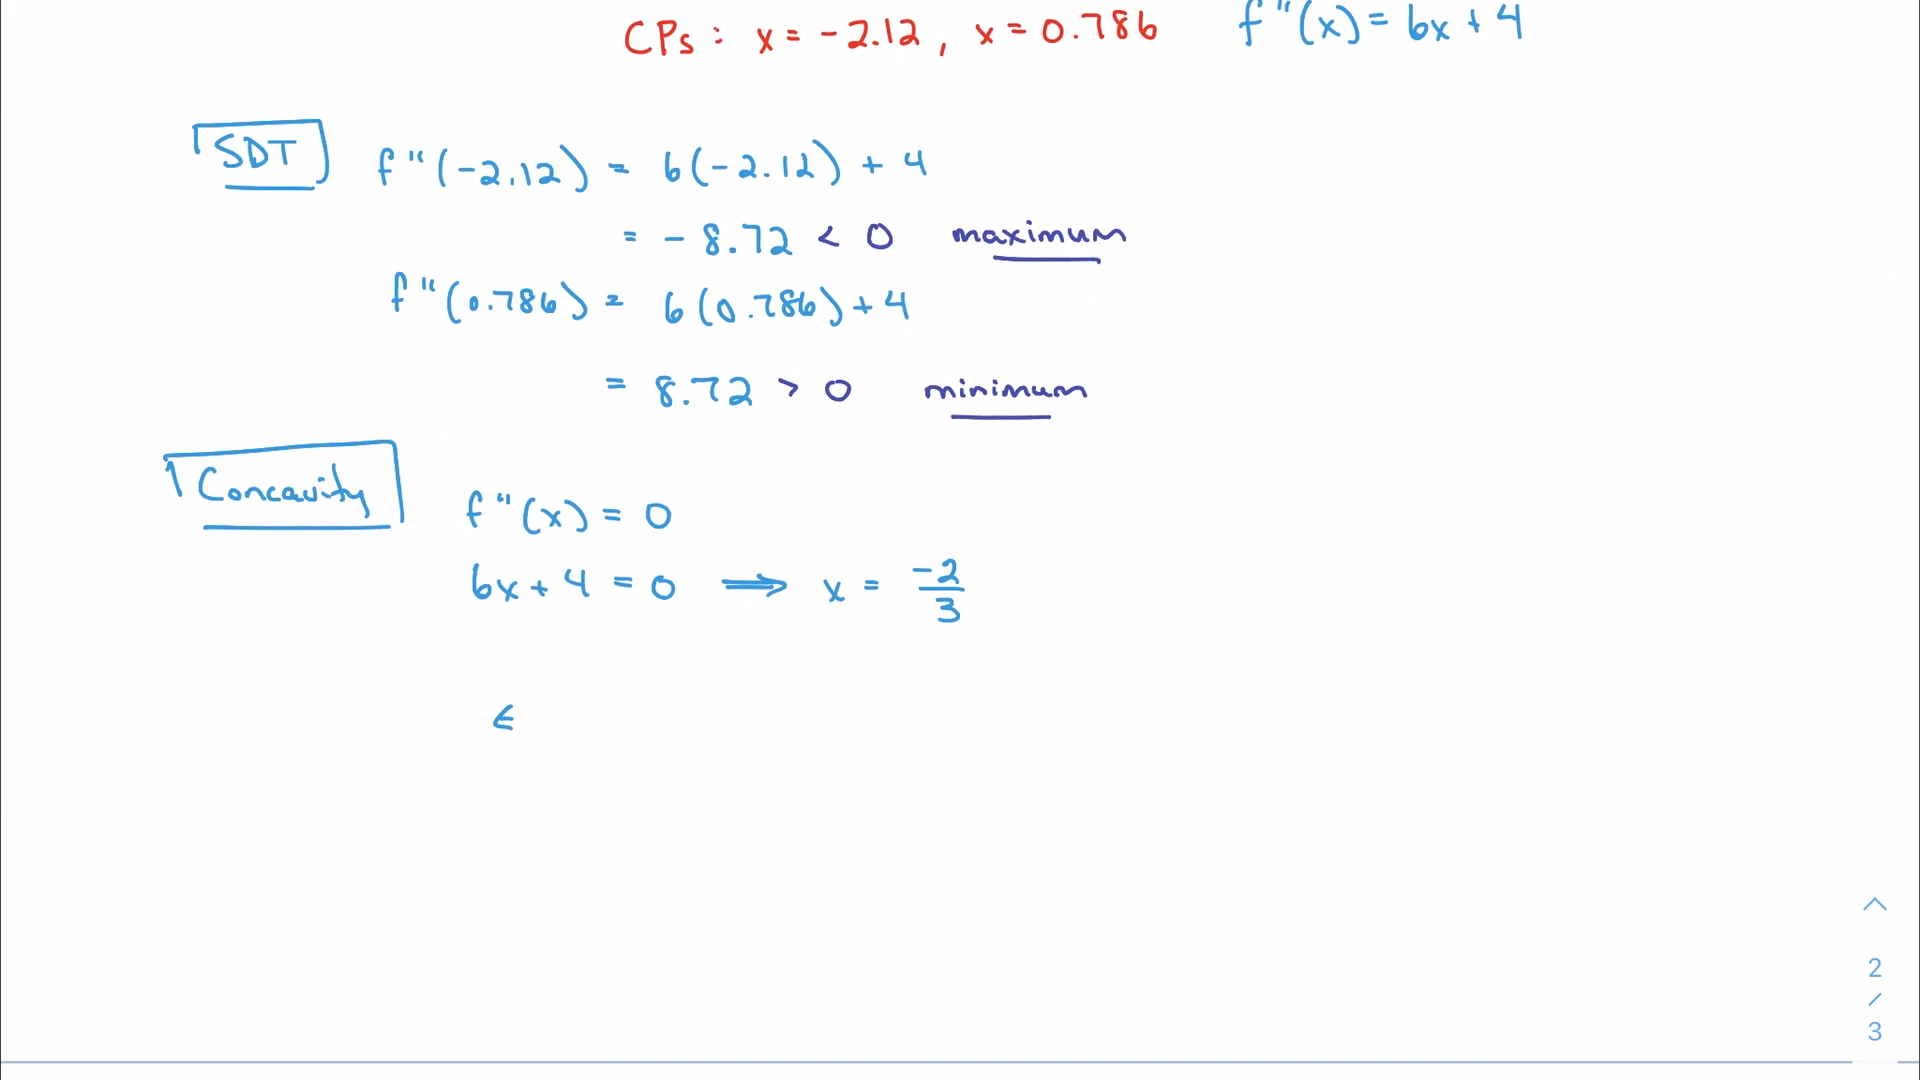 CPs: x = -2.12, x = 0.786 f"(x) = 6x + 4
SDT f"(-2.12) = 6(-2.12) + 4
= -8.72 < 0 maximum
f"(0.786) = 6(0.786) + 4
= 8.72 > 0 minimum
Concavity
f"(x) = 0
6x + 4 = 0 ⟹ x = -2/3
∈
2
/
3